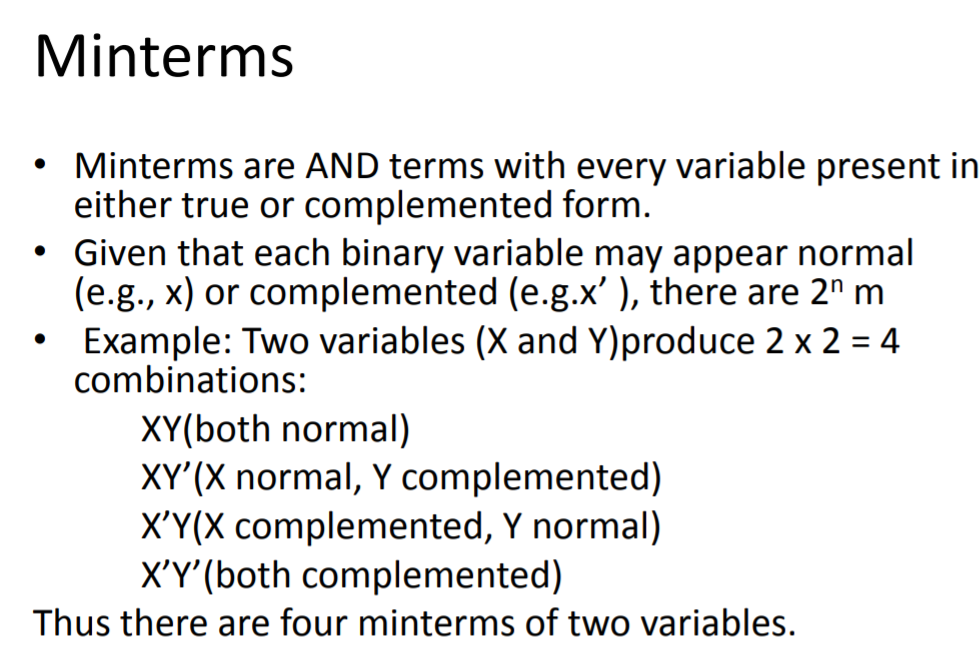 Minterms
• Minterms are AND terms with every variable present in
either true or complemented form.
• Given that each binary variable may appear normal
(e.g., x) or complemented (e.g.x’ ), there are 2ⁿ m
• Example: Two variables (X and Y)produce 2 x 2 = 4
combinations:
XY(both normal)
XY’(X normal, Y complemented)
X’Y(X complemented, Y normal)
X’Y’(both complemented)
Thus there are four minterms of two variables.